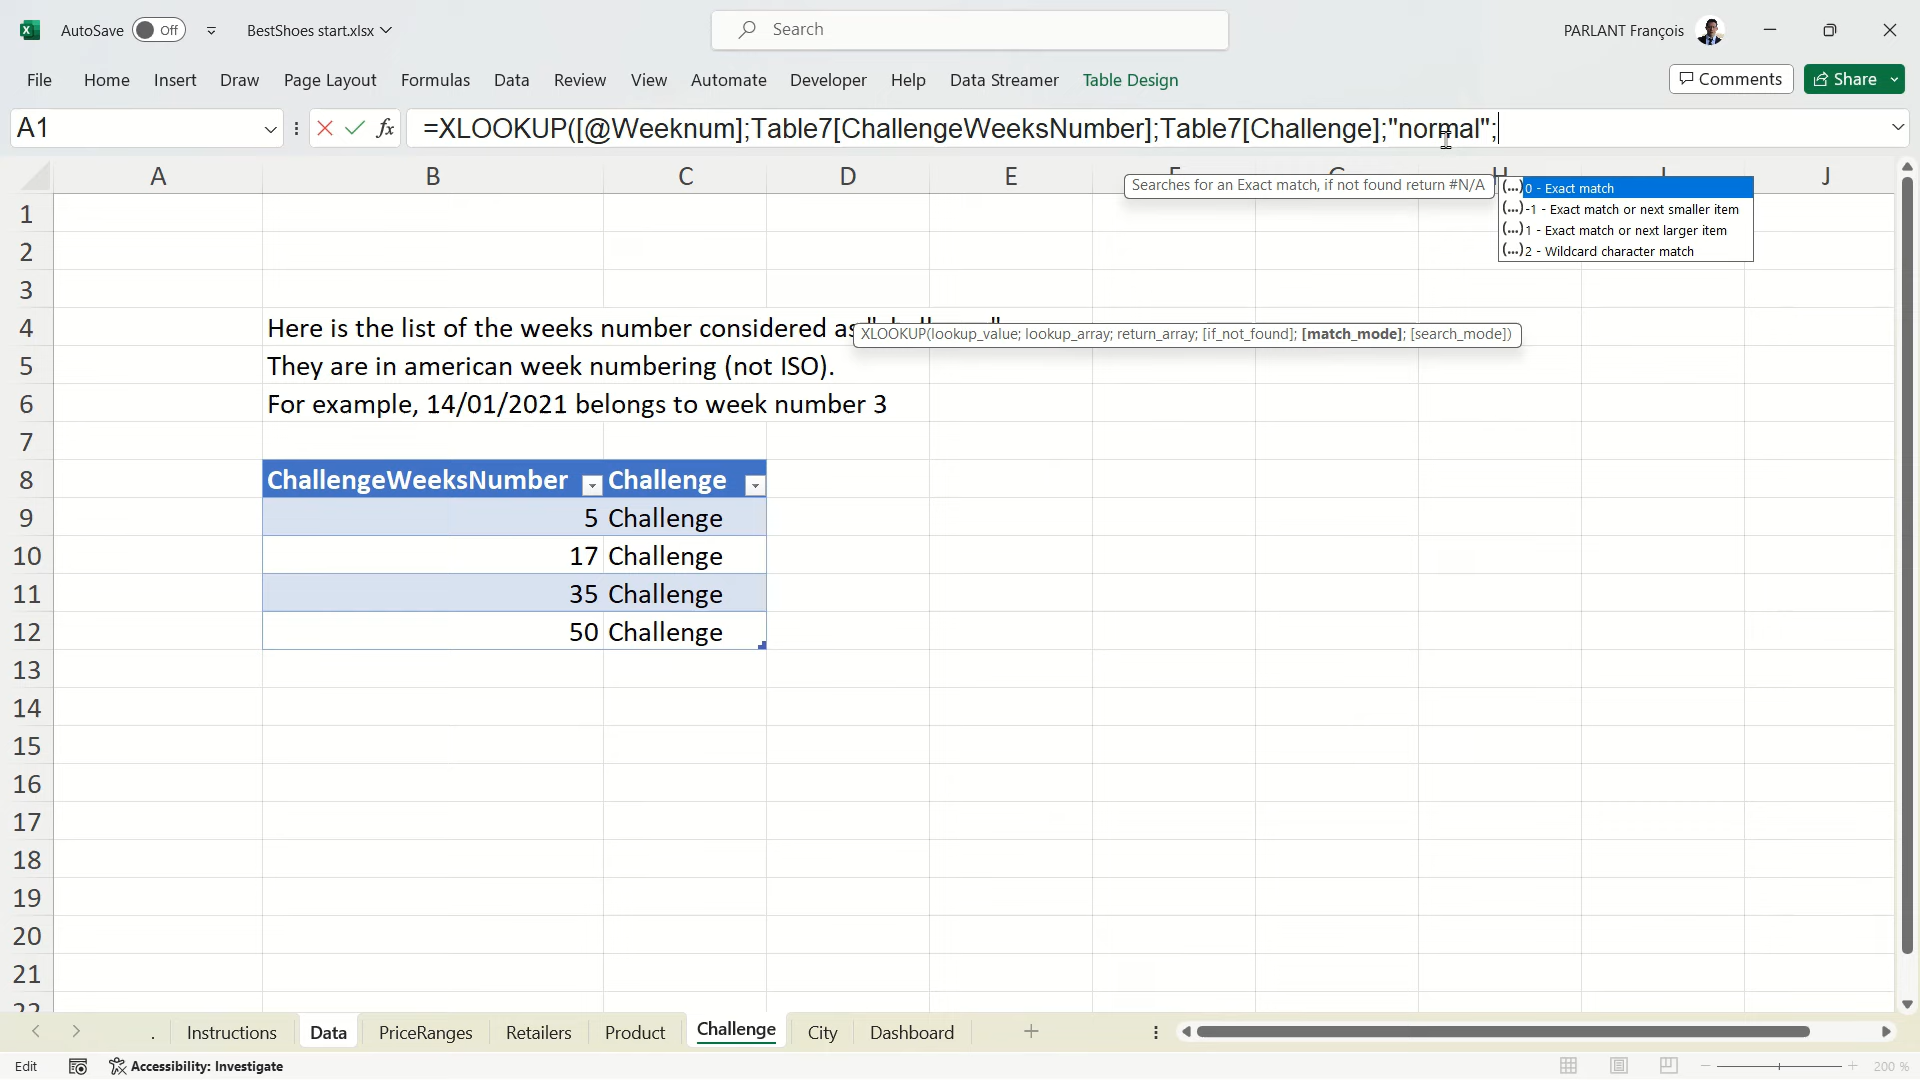 AutoSave Off BestShoes start.xlsx Search PARLANT François
File Home Insert Draw Page Layout Formulas Data Review View Automate Developer Help Data Streamer Table Design Comments Share
A1 fx =XLOOKUP([@Weeknum];Table7[ChallengeWeeksNumber];Table7[Challenge];"normal";
A B C D E H J
Searches for an Exact match, if not found return #N/A
(...) 0 - Exact match
(...) -1 - Exact match or next smaller item
(...) 1 - Exact match or next larger item
(...) 2 - Wildcard character match
1
2
3
4 Here is the list of the weeks number considered as
XLOOKUP(lookup_value; lookup_array; return_array; [if_not_found]; [match_mode]; [search_mode])
5 They are in american week numbering (not ISO).
6 For example, 14/01/2021 belongs to week number 3
7
8 ChallengeWeeksNumber Challenge
9 5 Challenge
10 17 Challenge
11 35 Challenge
12 50 Challenge
13
14
15
16
17
18
19
20
21
22
. Instructions Data PriceRanges Retailers Product Challenge City Dashboard
Edit Accessibility: Investigate 200 %